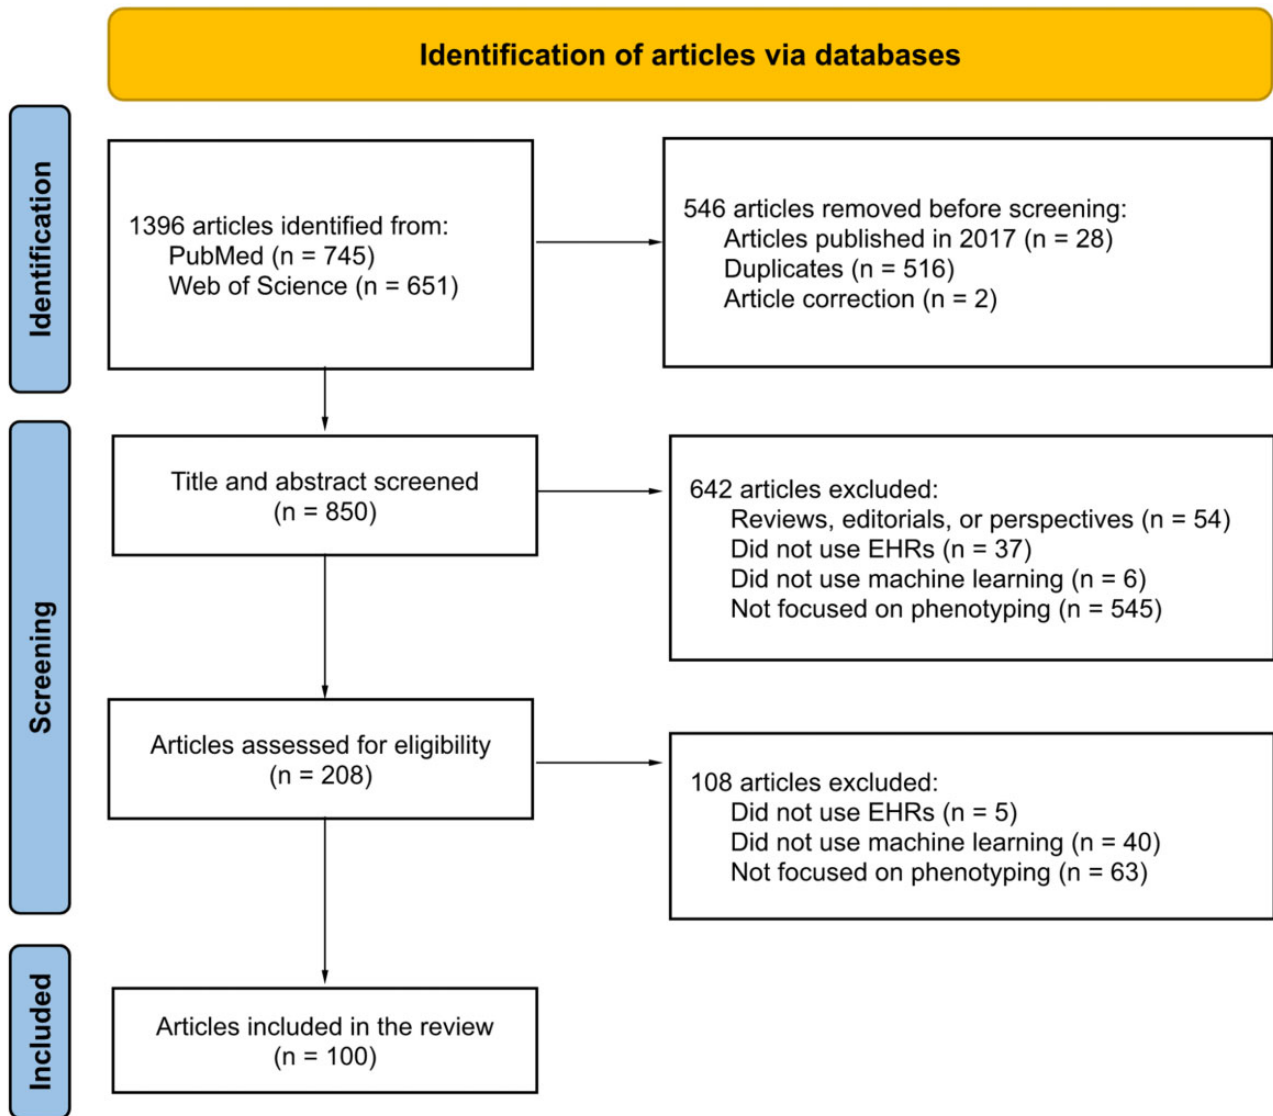 Identification of articles via databases
Identification
1396 articles identified from:
PubMed (n = 745)
Web of Science (n = 651)
546 articles removed before screening:
Articles published in 2017 (n = 28)
Duplicates (n = 516)
Article correction (n = 2)
Screening
Title and abstract screened
(n = 850)
642 articles excluded:
Reviews, editorials, or perspectives (n = 54)
Did not use EHRs (n = 37)
Did not use machine learning (n = 6)
Not focused on phenotyping (n = 545)
Articles assessed for eligibility
(n = 208)
108 articles excluded:
Did not use EHRs (n = 5)
Did not use machine learning (n = 40)
Not focused on phenotyping (n = 63)
Included
Articles included in the review
(n = 100)